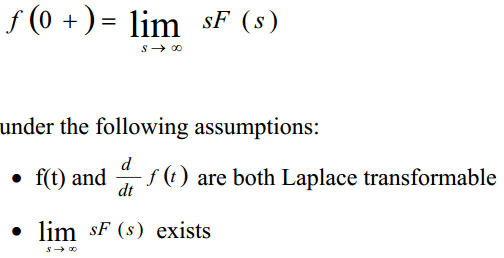 f (0 +) = lim sF (s)
s → ∞
under the following assumptions:
• f(t) and d/dt f (t) are both Laplace transformable
• lim sF (s) exists
s → ∞